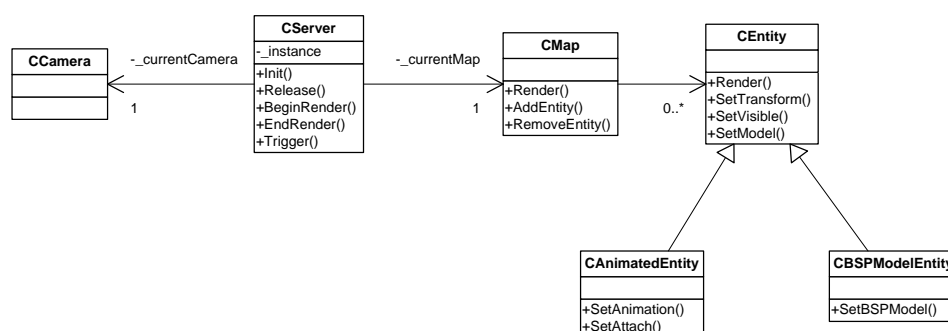 CCamera
-_currentCamera
1
CServer
-_instance
+Init()
+Release()
+BeginRender()
+EndRender()
+Trigger()
-_currentMap
1
CMap
+Render()
+AddEntity()
+RemoveEntity()
0..*
CEntity
+Render()
+SetTransform()
+SetVisible()
+SetModel()
CAnimatedEntity
+SetAnimation()
+SetAttach()
CBSPModelEntity
+SetBSPModel()